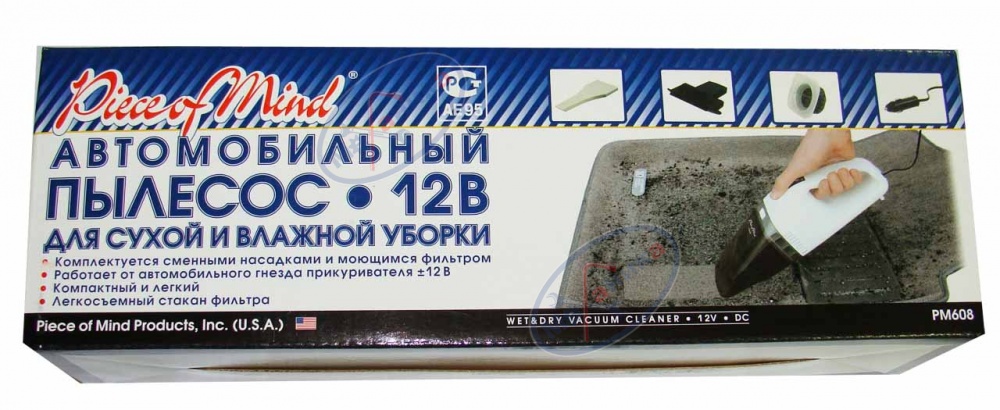 Piece of Mind®
РСТ
АЕ95
АВТОМОБИЛЬНЫЙ
ПЫЛЕСОС • 12В
ДЛЯ СУХОЙ И ВЛАЖНОЙ УБОРКИ
• Комплектуется сменными насадками и моющимся фильтром
• Работает от автомобильного гнезда прикуривателя ±12 В
• Компактный и легкий
• Легкосъемный стакан фильтра
Piece of Mind Products, Inc. (U.S.A.)
WET&DRY VACUUM CLEANER • 12V • DC
PM608